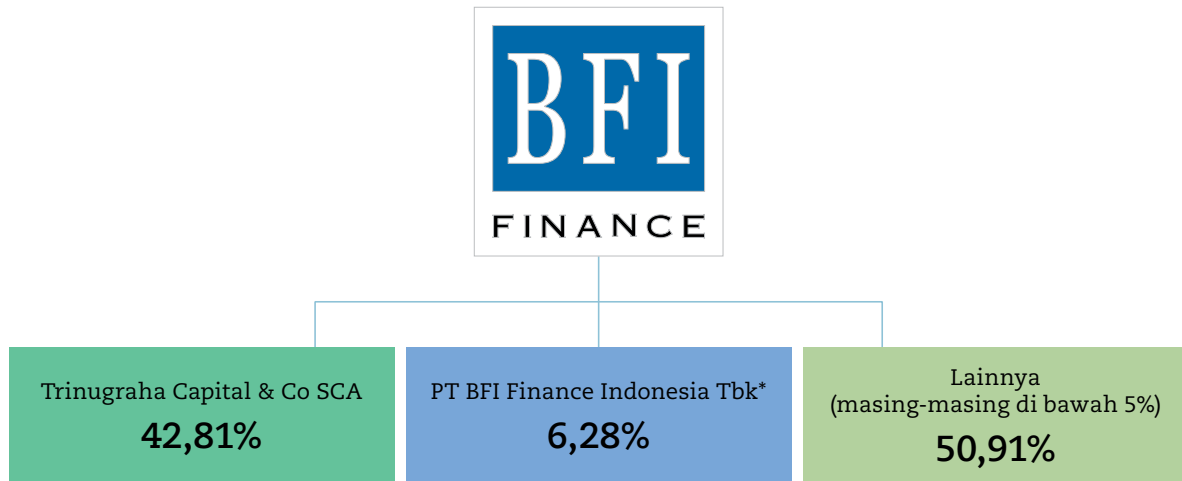 BFI
FINANCE
Trinugraha Capital & Co SCA
42,81%
PT BFI Finance Indonesia Tbk*
6,28%
Lainnya
(masing-masing di bawah 5%)
50,91%